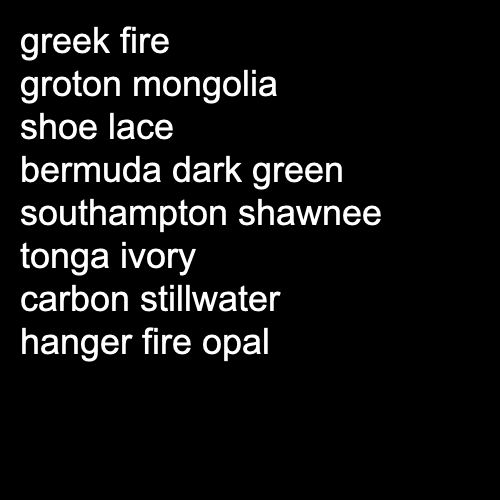 greek fire
groton mongolia
shoe lace
bermuda dark green
southampton shawnee
tonga ivory
carbon stillwater
hanger fire opal